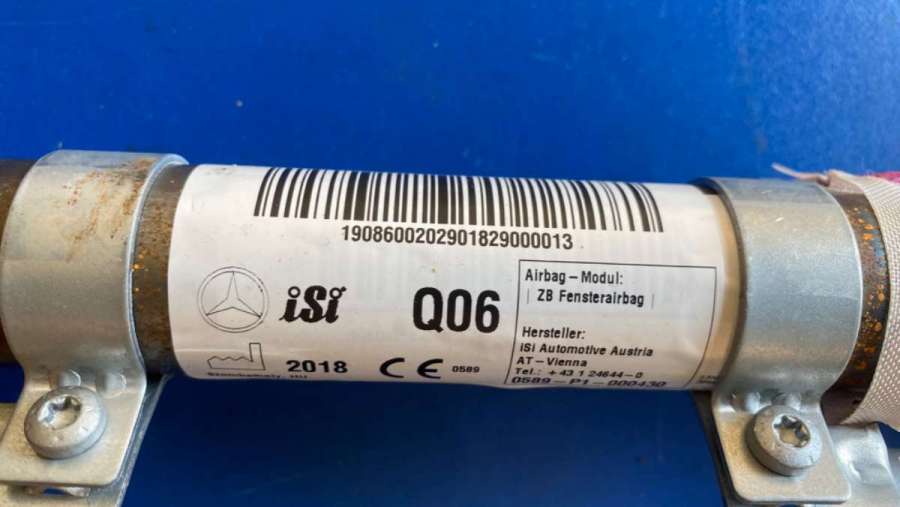 1908600202901829000013
iSi
Q06
Airbag-Modul:
| ZB Fensterairbag |
Hersteller:
iSi Automotive Austria
AT-Vienna
Tel.: +43 1 24644-0
0589-P1-000430
2018 CE 0589